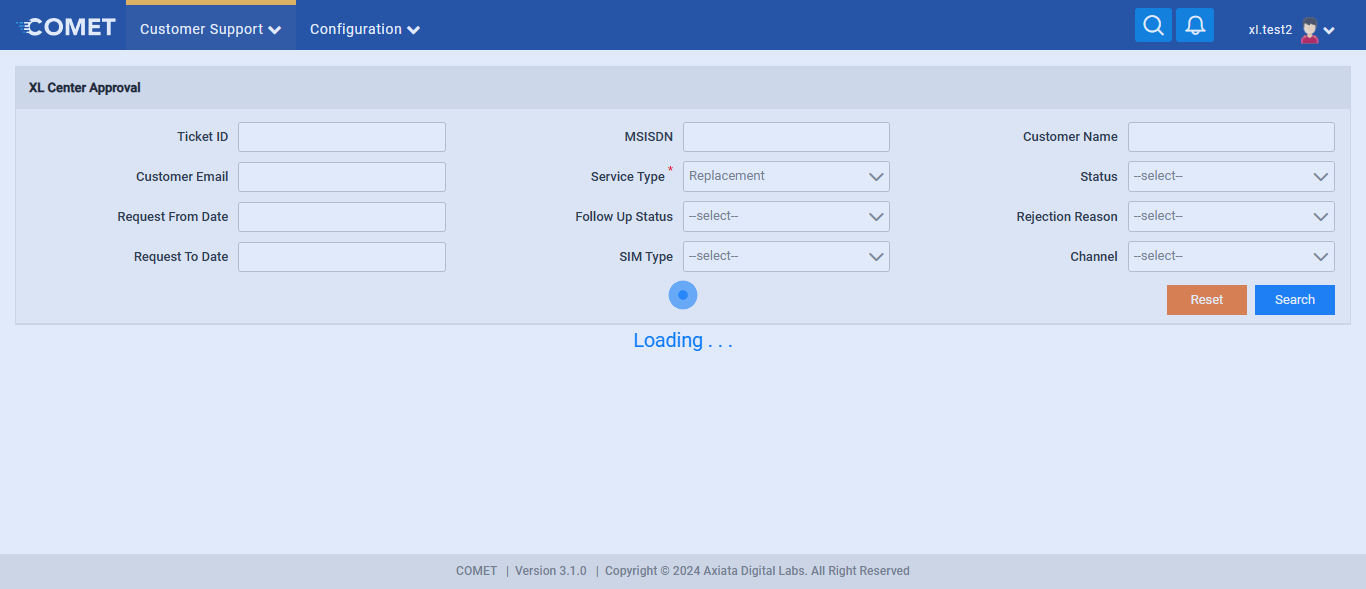 COMET Customer Support Configuration xl.test2
XL Center Approval
Ticket ID MSISDN Customer Name
Customer Email Service Type * Replacement Status --select--
Request From Date Follow Up Status --select-- Rejection Reason --select--
Request To Date SIM Type --select-- Channel --select--
Reset Search
Loading . . .
COMET | Version 3.1.0 | Copyright © 2024 Axiata Digital Labs. All Right Reserved